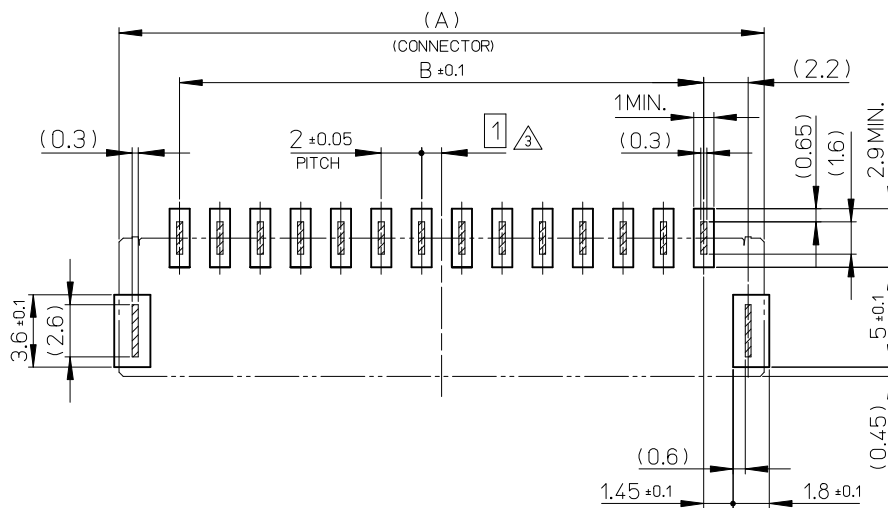 (A)
(CONNECTOR)
B ±0.1
(2.2)
1MIN.
(0.3)
2 ±0.05
PITCH
1
3
(0.3)
(0.65)
(1.6)
2.9 MIN.
3.6 ±0.1
(2.6)
5 ±0.1
(0.45)
(0.6)
1.45 ±0.1
1.8 ±0.1